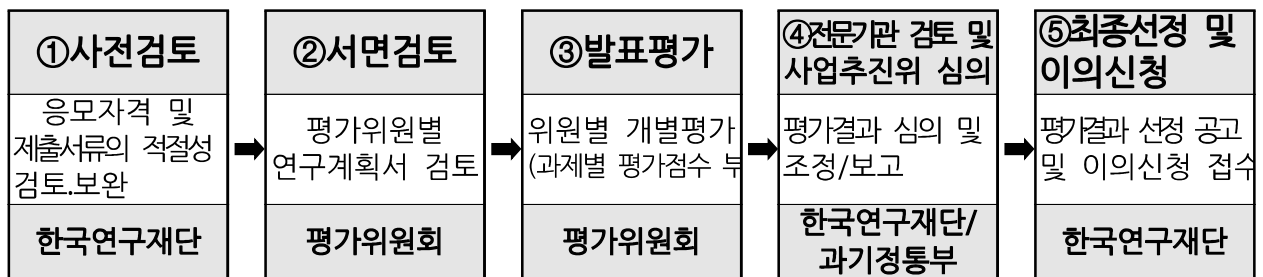 ①사전검토
응모자격 및
제출서류의 적절성
검토.보완
한국연구재단
②서면검토
평가위원별
연구계획서 검토
평가위원회
③발표평가
위원별 개별평가
(과제별 평가점수 부
평가위원회
④전문기관 검토 및
사업추진위 심의
평가결과 심의 및
조정/보고
한국연구재단/
과기정통부
⑤최종선정 및
이의신청
평가결과 선정 공고
및 이의신청 접수
한국연구재단